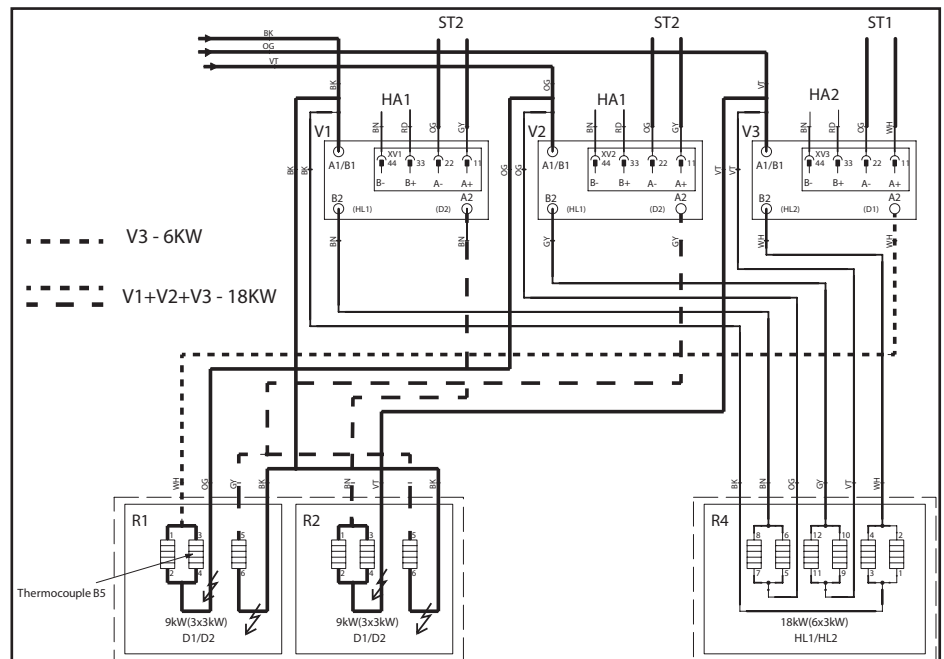 ST2 ST2 ST1
BK
OG
VT
BK OG VT
HA1 HA1 HA2
BN RD OG GY BN RD OG GY BN RD OG WH
V1 V2 V3
XV1 XV2 XV3
A1/B1 44 33 22 11 A1/B1 44 33 22 11 A1/B1 44 33 22 11
B- B+ A- A+ B- B+ A- A+ B- B+ A- A+
BK BK OG OG VT VT
B2 A2 B2 A2 B2 A2
(HL1) (D2) (HL1) (D2) (HL2) (D1)
BN BN GY GY WH WH
V3 - 6KW
V1+V2+V3 - 18KW
WH OG GY BK BN VT BK BK BN OG GY VT WH
R1 R2 R4
1 3 5 1 3 5 8 6 12 10 4 2
2 4 6 2 4 6 7 5 11 9 3 1
Thermocouple B5
9kW(3x3kW) 9kW(3x3kW) 18kW(6x3kW)
D1/D2 D1/D2 HL1/HL2